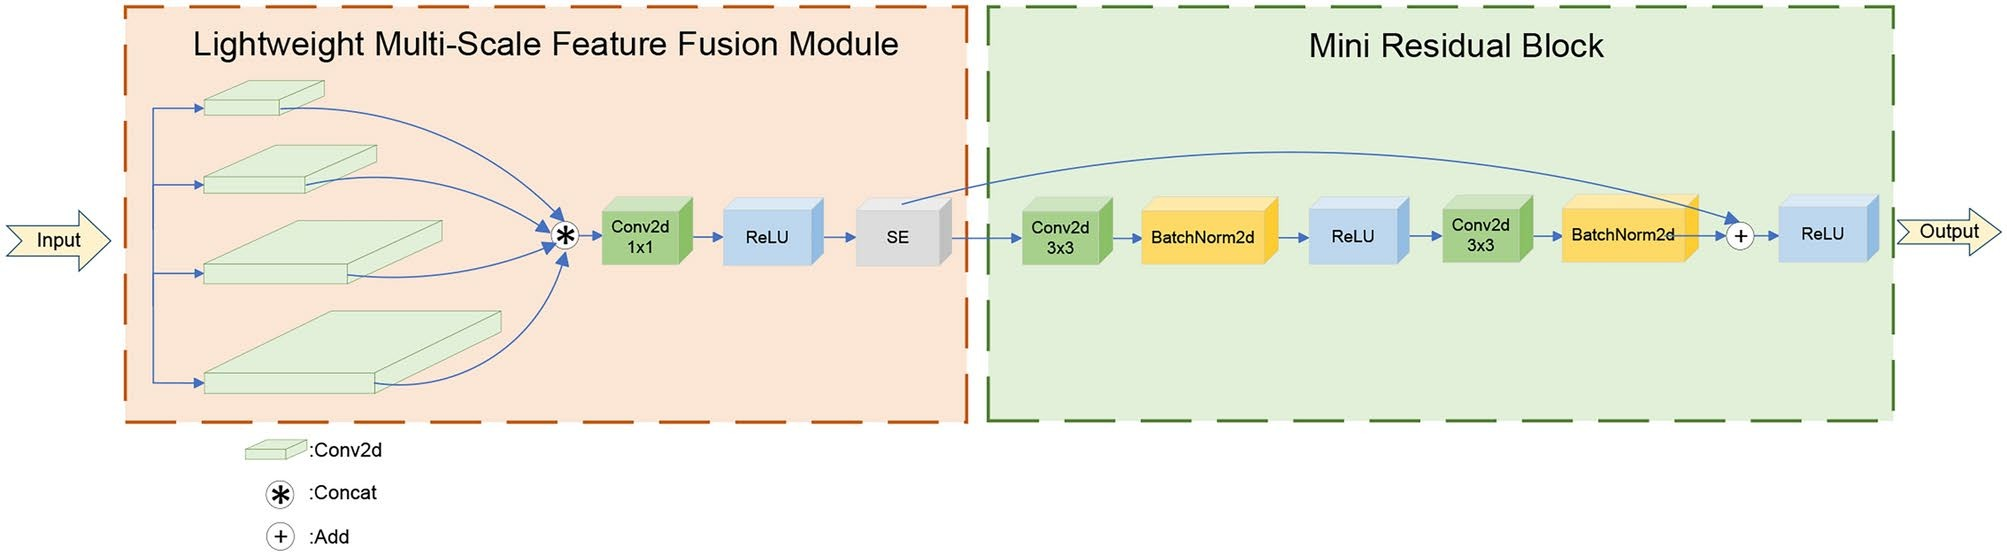 Lightweight Multi-Scale Feature Fusion Module
Mini Residual Block
Input
Conv2d
1x1
ReLU
SE
Conv2d
3x3
BatchNorm2d
ReLU
Conv2d
3x3
BatchNorm2d
+
ReLU
Output
:Conv2d
* :Concat
+ :Add